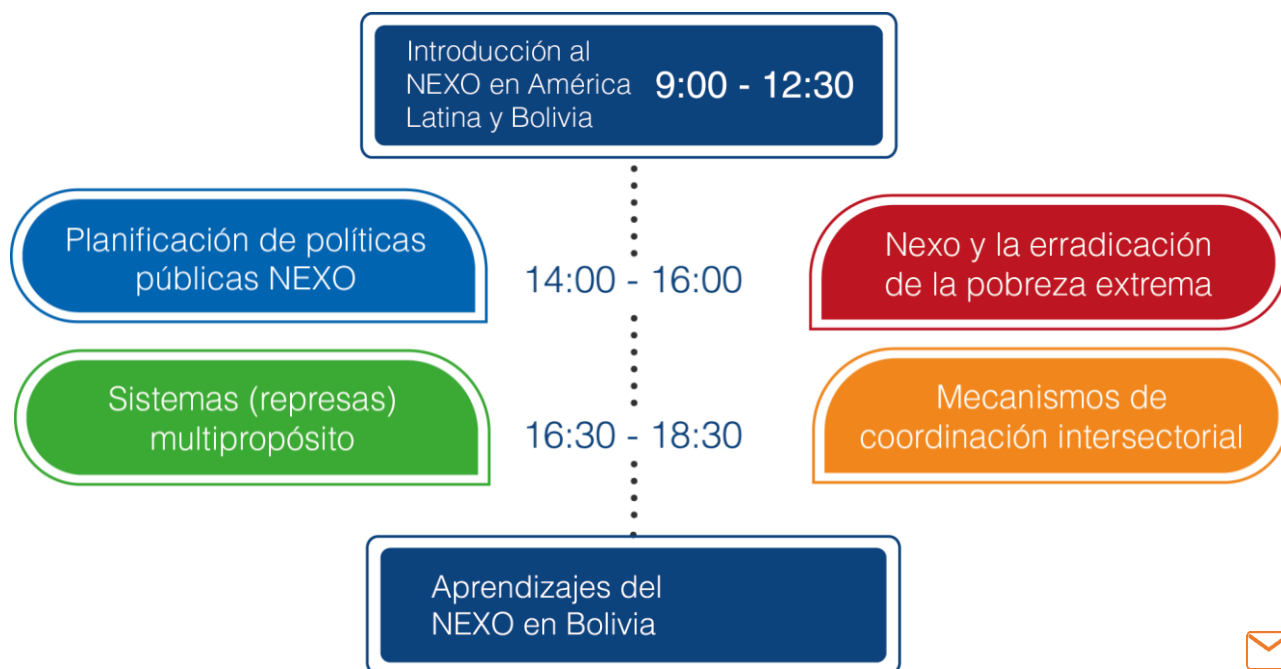 Introducción al
NEXO en América
Latina y Bolivia
9:00 - 12:30
Planificación de políticas
públicas NEXO
14:00 - 16:00
Nexo y la erradicación
de la pobreza extrema
Sistemas (represas)
multipropósito
16:30 - 18:30
Mecanismos de
coordinación intersectorial
Aprendizajes del
NEXO en Bolivia